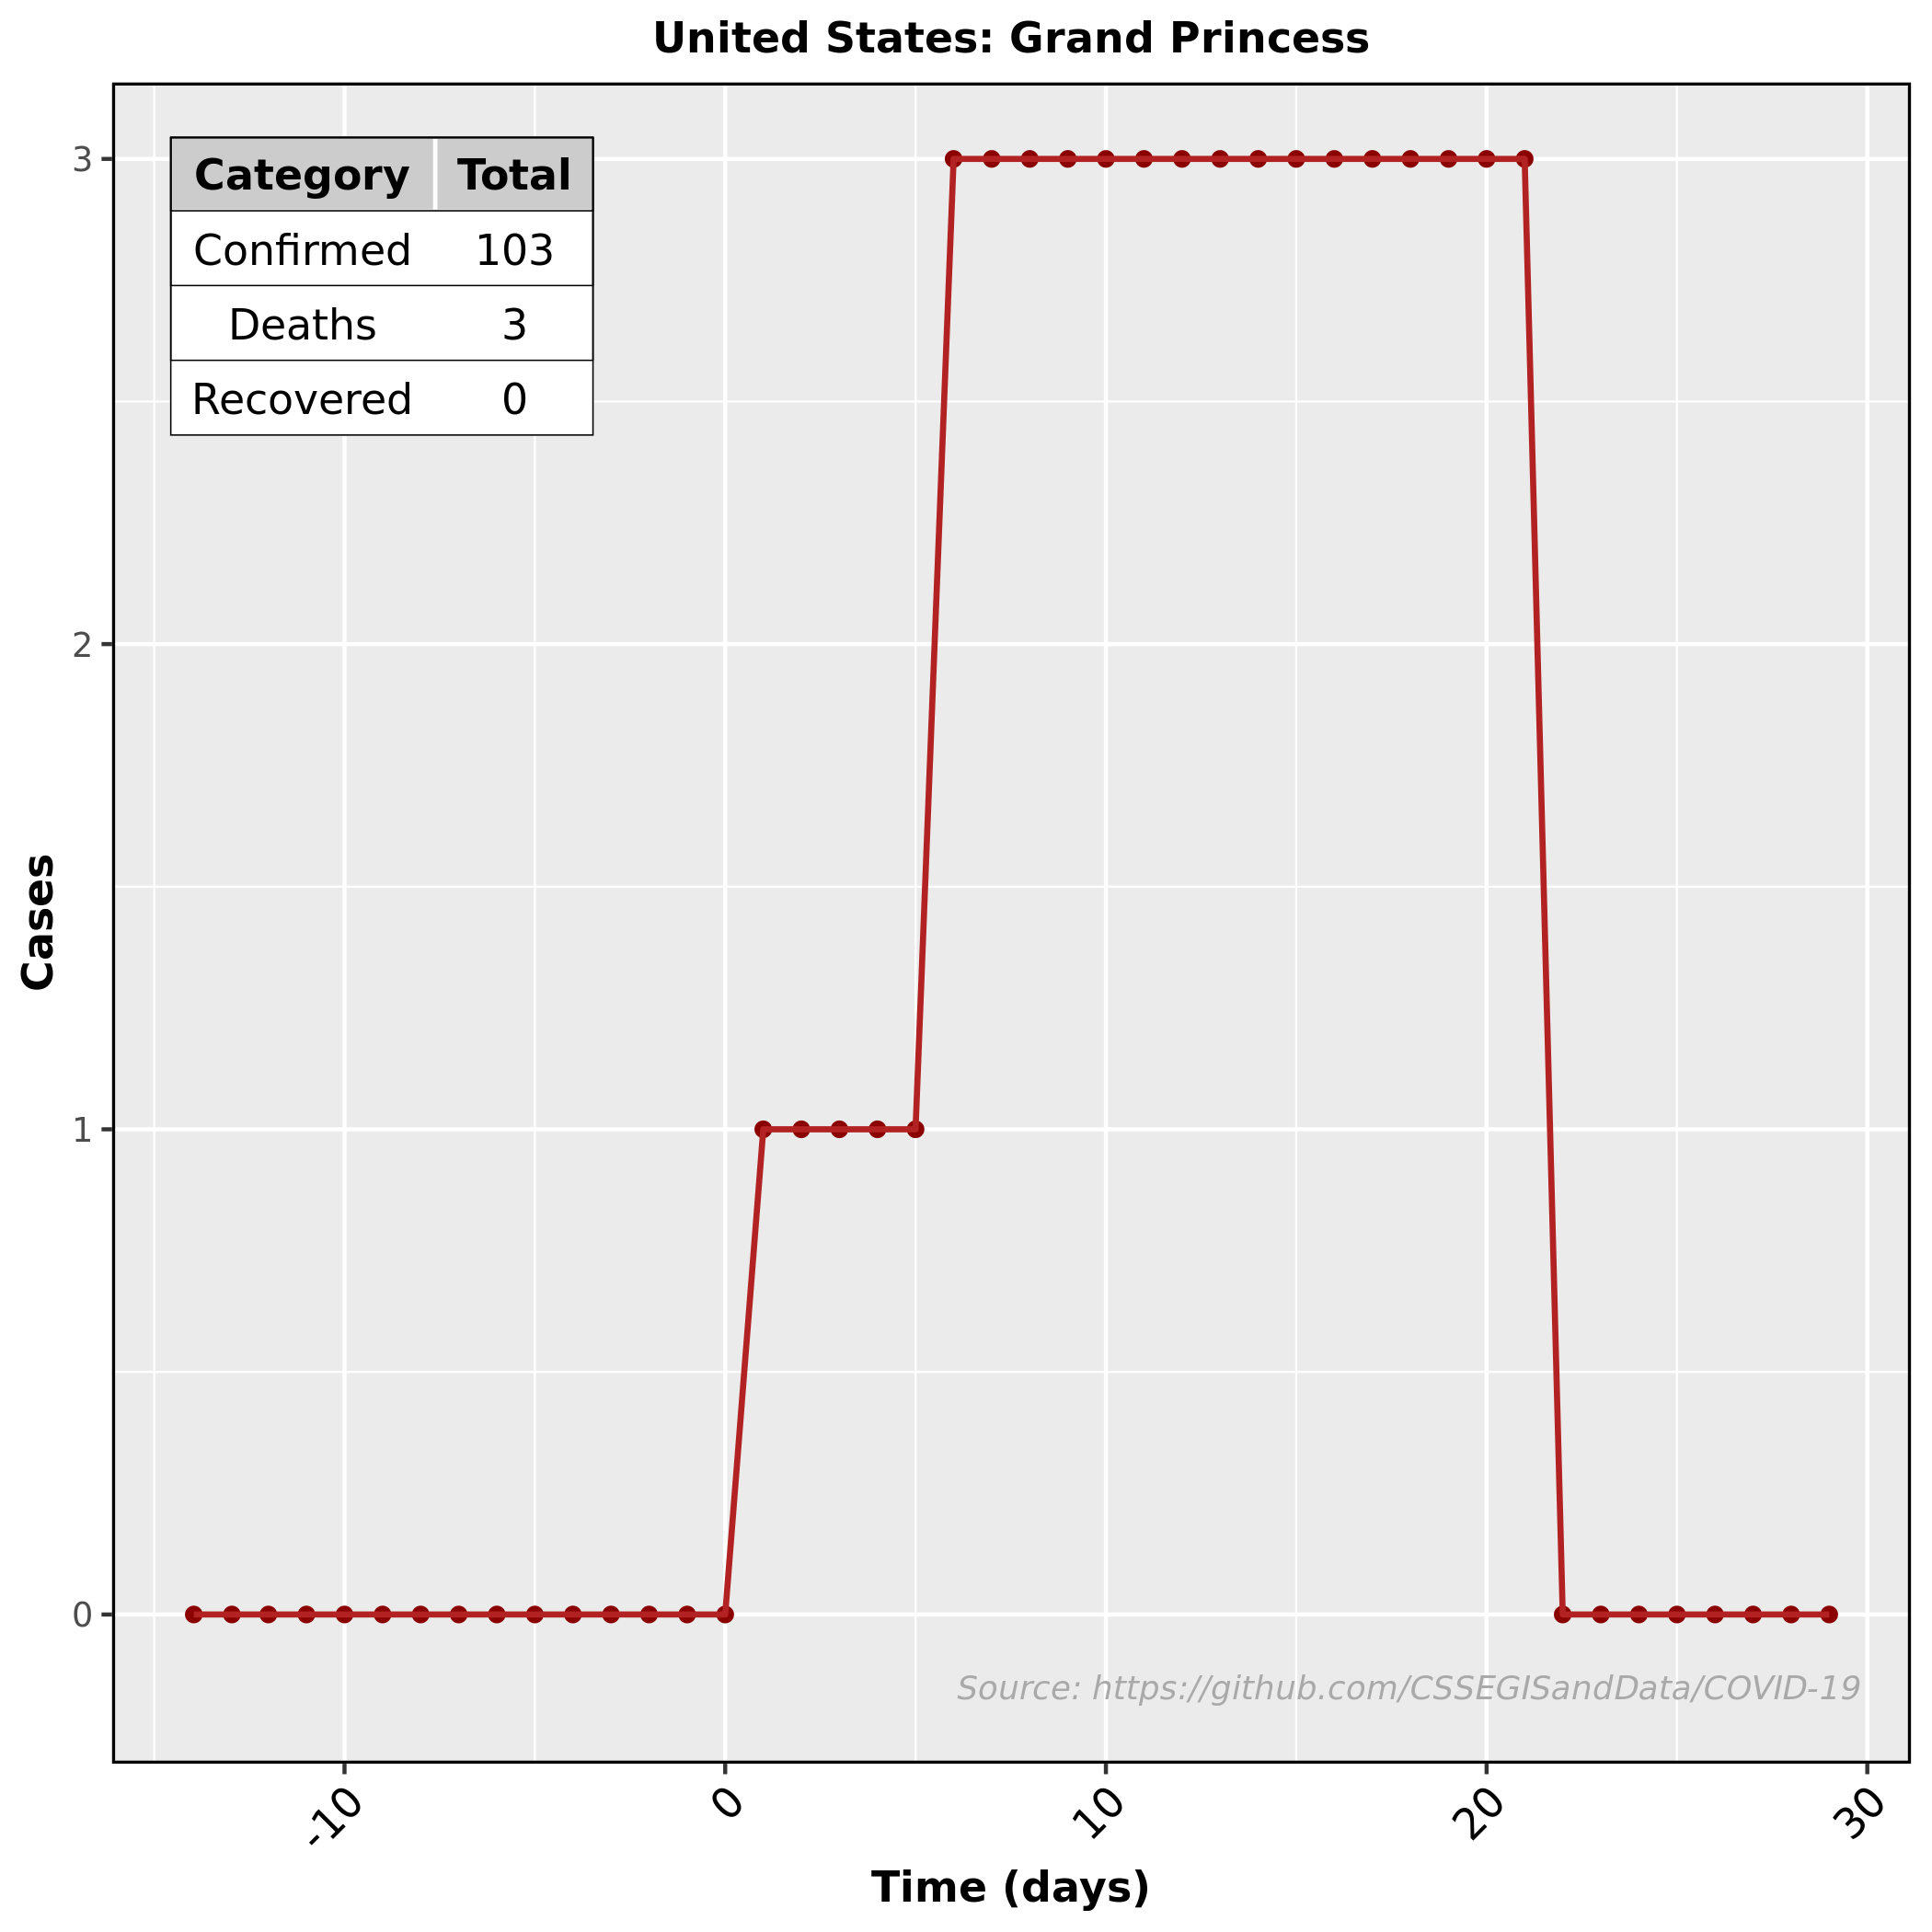 United States: Grand Princess
Category Total
Confirmed 103
Deaths 3
Recovered 0
3
2
1
0
Cases
Source: https://github.com/CSSEGISandData/COVID-19
-10 0 10 20 30
Time (days)